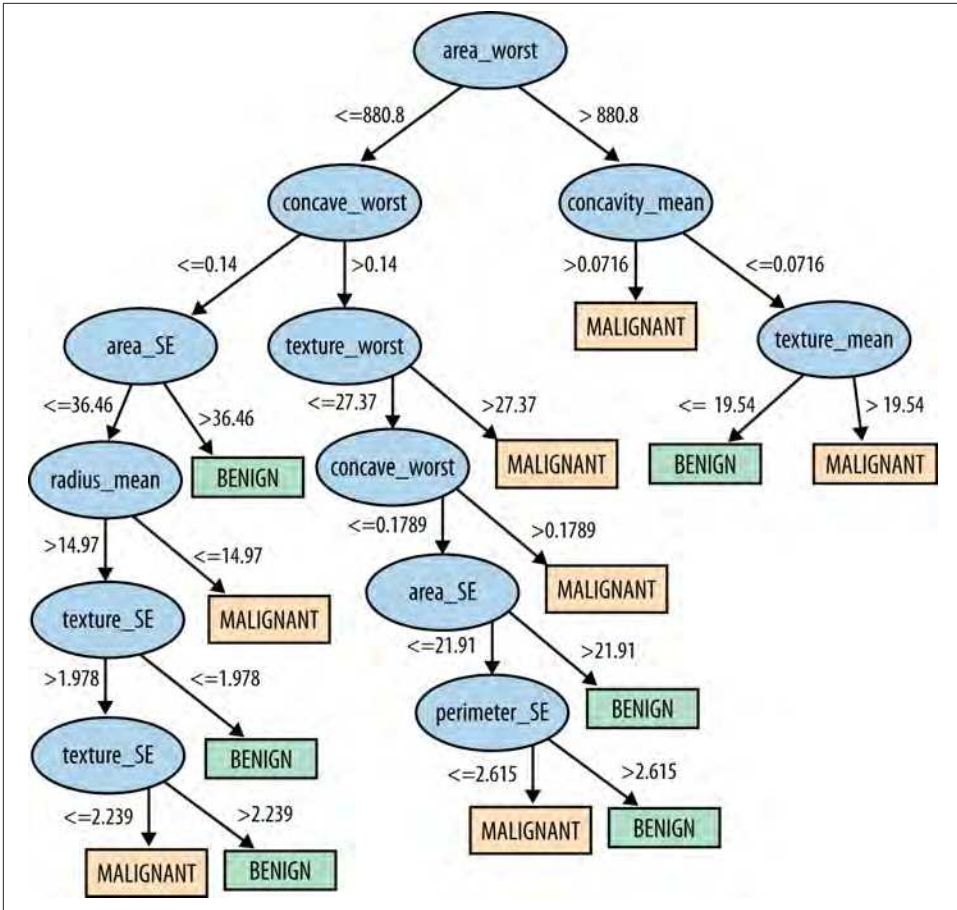 area_worst
<=880.8
> 880.8
concave_worst
concavity_mean
<=0.14
>0.14
>0.0716
<=0.0716
MALIGNANT
area_SE
texture_worst
texture_mean
<=36.46
>36.46
<=27.37
>27.37
<= 19.54
> 19.54
radius_mean
BENIGN
concave_worst
MALIGNANT
BENIGN
MALIGNANT
>14.97
<=14.97
<=0.1789
>0.1789
texture_SE
MALIGNANT
area_SE
MALIGNANT
>1.978
<=1.978
<=21.91
>21.91
texture_SE
BENIGN
perimeter_SE
BENIGN
<=2.239
>2.239
<=2.615
>2.615
MALIGNANT
BENIGN
MALIGNANT
BENIGN